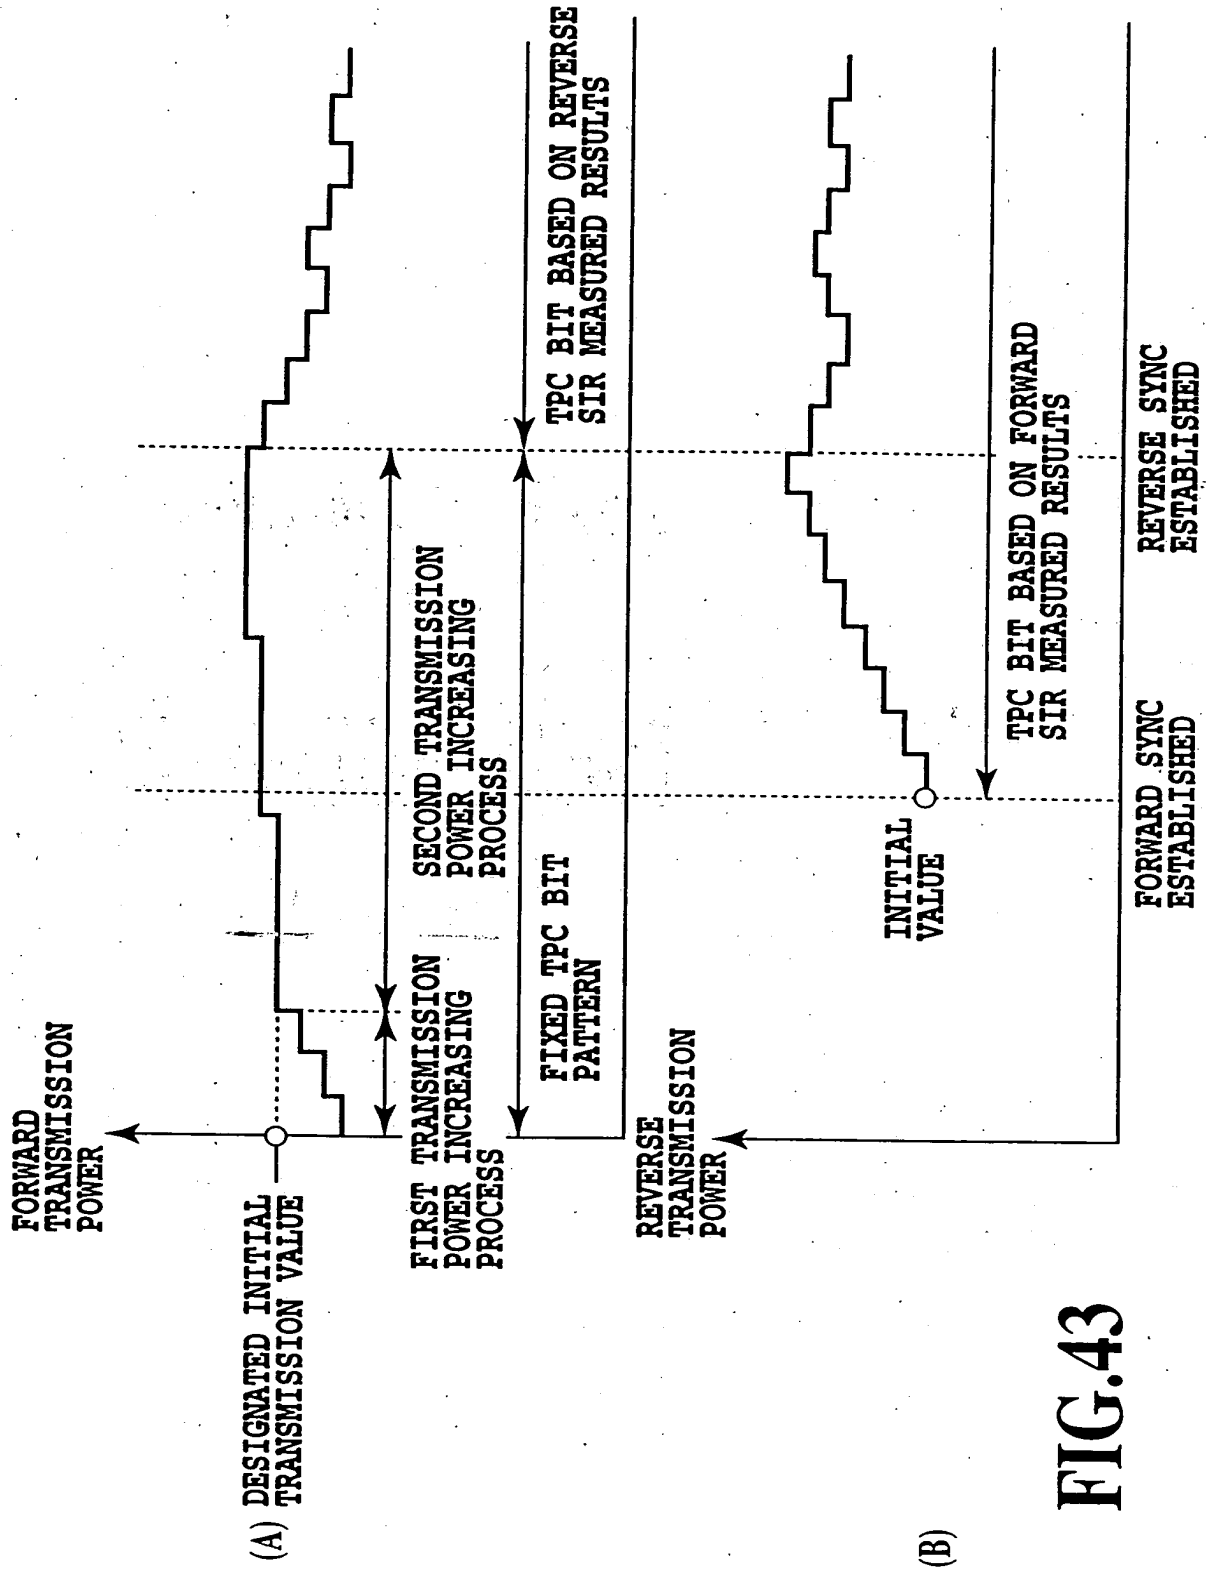 FORWARD
TRANSMISSION
POWER
(A) DESIGNATED INITIAL
TRANSMISSION VALUE
FIRST TRANSMISSION
POWER INCREASING
PROCESS
SECOND TRANSMISSION
POWER INCREASING
PROCESS
FIXED TPC BIT
PATTERN
TPC BIT BASED ON REVERSE
SIR MEASURED RESULTS
REVERSE
TRANSMISSION
POWER
(B)
INITIAL
VALUE
TPC BIT BASED ON FORWARD
SIR MEASURED RESULTS
FORWARD SYNC
ESTABLISHED
REVERSE SYNC
ESTABLISHED
FIG.43